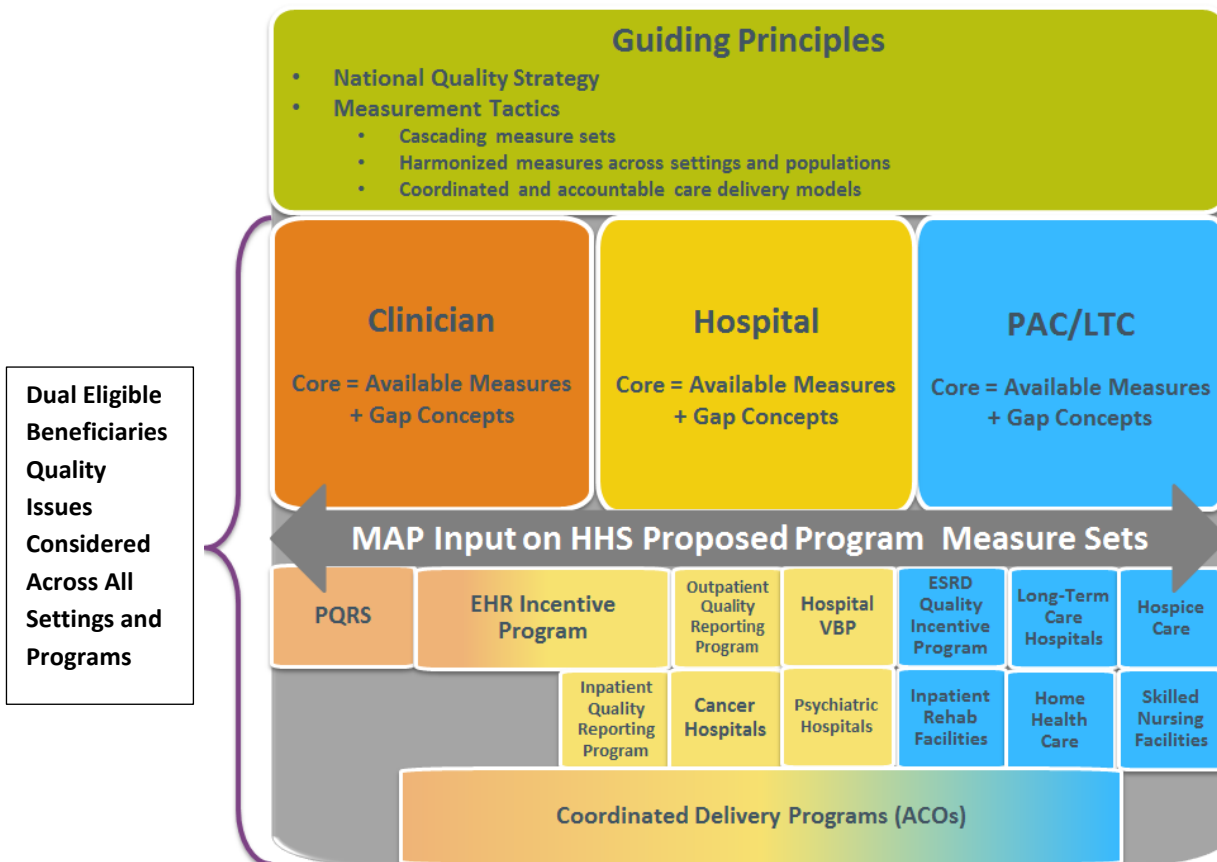 Guiding Principles
• National Quality Strategy
• Measurement Tactics
• Cascading measure sets
• Harmonized measures across settings and populations
• Coordinated and accountable care delivery models
Clinician
Core = Available Measures
+ Gap Concepts
Hospital
Core = Available Measures
+ Gap Concepts
PAC/LTC
Core = Available Measures
+ Gap Concepts
Dual Eligible
Beneficiaries
Quality
Issues
Considered
Across All
Settings and
Programs
MAP Input on HHS Proposed Program Measure Sets
PQRS
EHR Incentive
Program
Outpatient
Quality
Reporting
Program
Hospital
VBP
ESRD
Quality
Incentive
Program
Long-Term
Care
Hospitals
Hospice
Care
Inpatient
Quality
Reporting
Program
Cancer
Hospitals
Psychiatric
Hospitals
Inpatient
Rehab
Facilities
Home
Health
Care
Skilled
Nursing
Facilities
Coordinated Delivery Programs (ACOs)